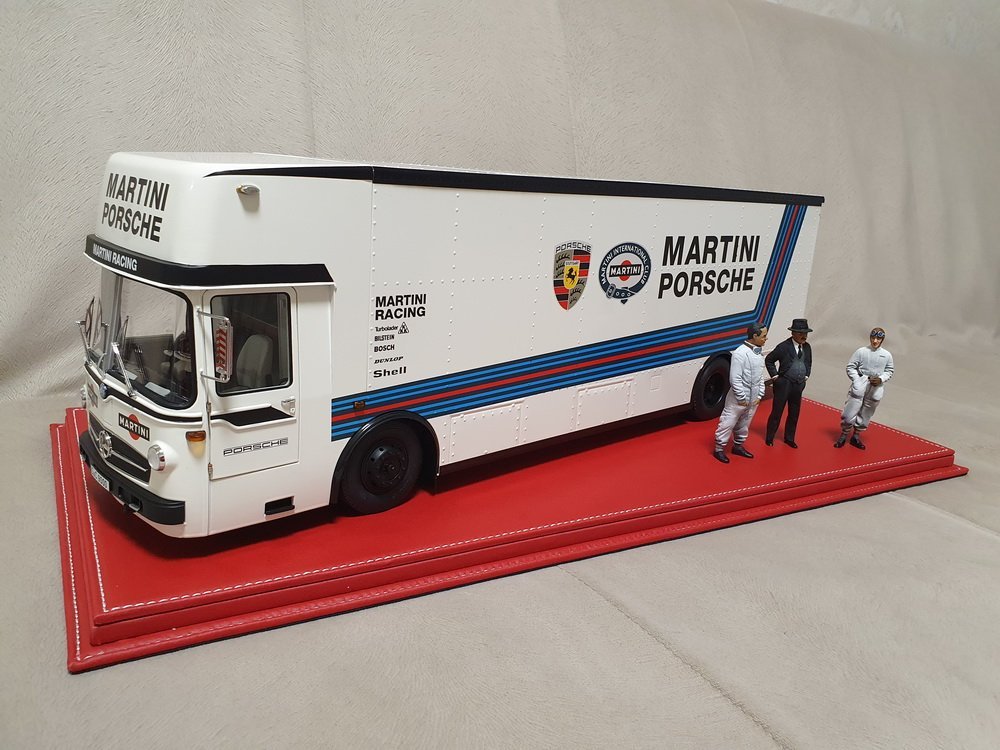 MARTINI
PORSCHE
MARTINI RACING
MARTINI
PORSCHE
MARTINI
RACING
Turbolader
BILSTEIN
BOSCH
DUNLOP
Shell
PORSCHE
MARTINI INTERNATIONAL CLUB
MARTINI
MARTINI
PORSCHE